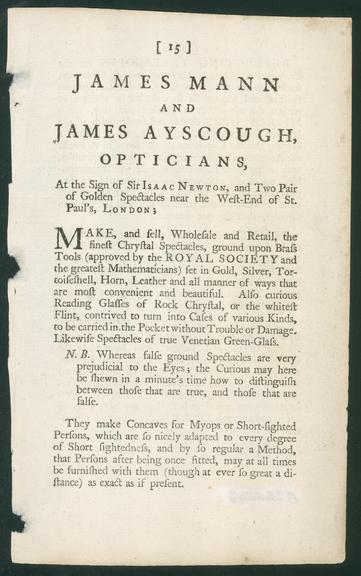 [ 15 ]
JAMES MANN
AND
JAMES AYSCOUGH,
OPTICIANS,
At the Sign of Sir ISAAC NEWTON, and Two Pair
of Golden Spectacles near the Weſt-End of St.
Paul's, LONDON;
MAKE, and ſell, Wholeſale and Retail, the
fineſt Chryſtal Spectacles, ground upon Braſs
Tools (approved by the ROYAL SOCIETY and
the greateſt Mathematicians) ſet in Gold, Silver, Tor-
toiſeſhell, Horn, Leather and all manner of ways that
are moſt convenient and beautiful. Alſo curious
Reading Glaſſes of Rock Chryſtal, or the whiteſt
Flint, contrived to turn into Caſes of various Kinds,
to be carried in the Pocket without Trouble or Damage.
Likewiſe Spectacles of true Venetian Green-Glaſs.
N. B. Whereas falſe ground Spectacles are very
prejudicial to the Eyes; the Curious may here
be ſhewn in a minute's time how to diſtinguiſh
between thoſe that are true, and thoſe that are
falſe.
They make Concaves for Myops or Short-ſighted
Perſons, which are ſo nicely adapted to every degree
of Short ſightedneſs, and by ſo regular a Method,
that Perſons after being once fitted, may at all times
be furniſhed with them (though at ever ſo great a di-
ſtance) as exact as if preſent.